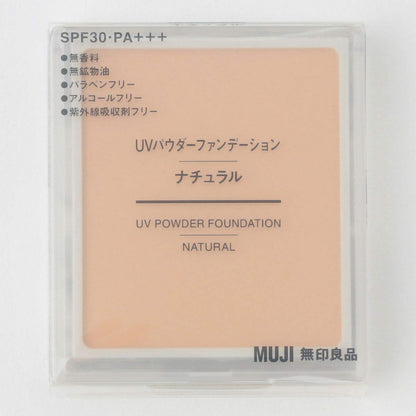 SPF30·PA+++
●無香料
●無鉱物油
●パラベンフリー
●アルコールフリー
●紫外線吸収剤フリー
UVパウダーファンデーション
ナチュラル
UV POWDER FOUNDATION
NATURAL
MUJI 無印良品